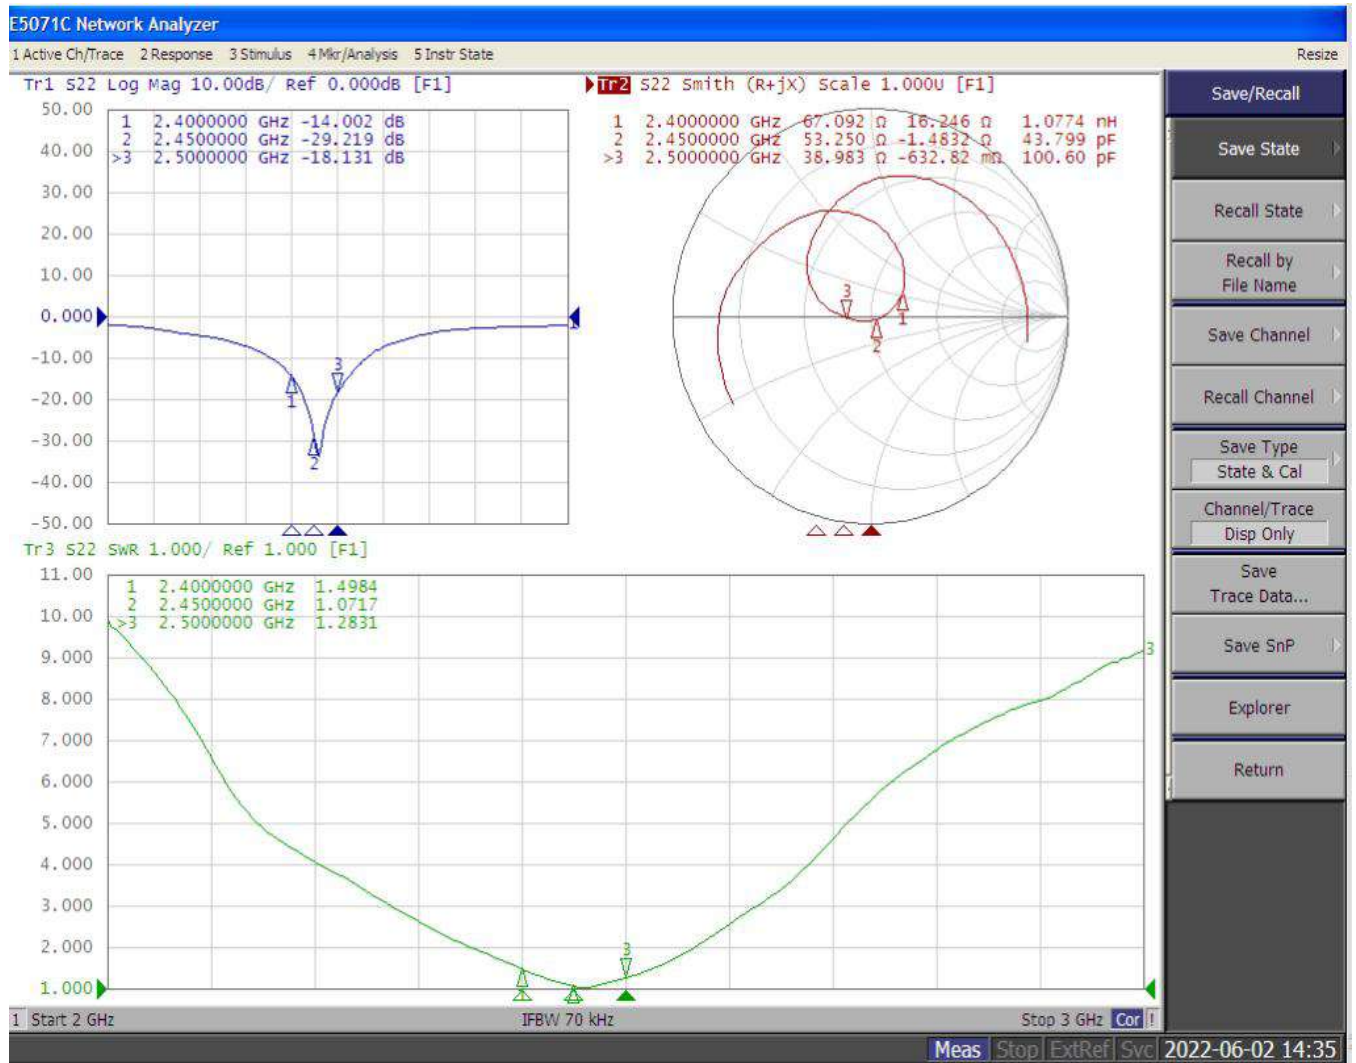 E5071C Network Analyzer
1 Active Ch/Trace 2 Response 3 Stimulus 4 Mkr/Analysis 5 Instr State Resize
Tr1 S22 Log Mag 10.00dB/ Ref 0.000dB [F1]
50.00
1 2.4000000 GHz -14.002 dB
2 2.4500000 GHz -29.219 dB
>3 2.5000000 GHz -18.131 dB
40.00
30.00
20.00
10.00
0.000
-10.00
-20.00
-30.00
-40.00
-50.00
1
3
1
2
Tr2 S22 Smith (R+jX) Scale 1.000U [F1]
1 2.4000000 GHz 67.092 Ω 16.246 Ω 1.0774 nH
2 2.4500000 GHz 53.250 Ω -1.4832 Ω 43.799 pF
>3 2.5000000 GHz 38.983 Ω -632.82 mΩ 100.60 pF
3
1
2
Tr3 S22 SWR 1.000/ Ref 1.000 [F1]
11.00
1 2.4000000 GHz 1.4984
2 2.4500000 GHz 1.0717
>3 2.5000000 GHz 1.2831
10.00
9.000
8.000
7.000
6.000
5.000
4.000
3.000
2.000
1.000
3
3
1 Start 2 GHz IFBW 70 kHz Stop 3 GHz Cor !
Meas Stop ExtRef Svc 2022-06-02 14:35
Save/Recall
Save State
Recall State
Recall by
File Name
Save Channel
Recall Channel
Save Type
State & Cal
Channel/Trace
Disp Only
Save
Trace Data...
Save SnP
Explorer
Return